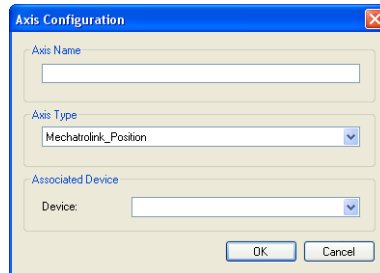 Axis Configuration
Axis Name
Axis Type
Mechatrolink_Position
Associated Device
Device:
OK Cancel